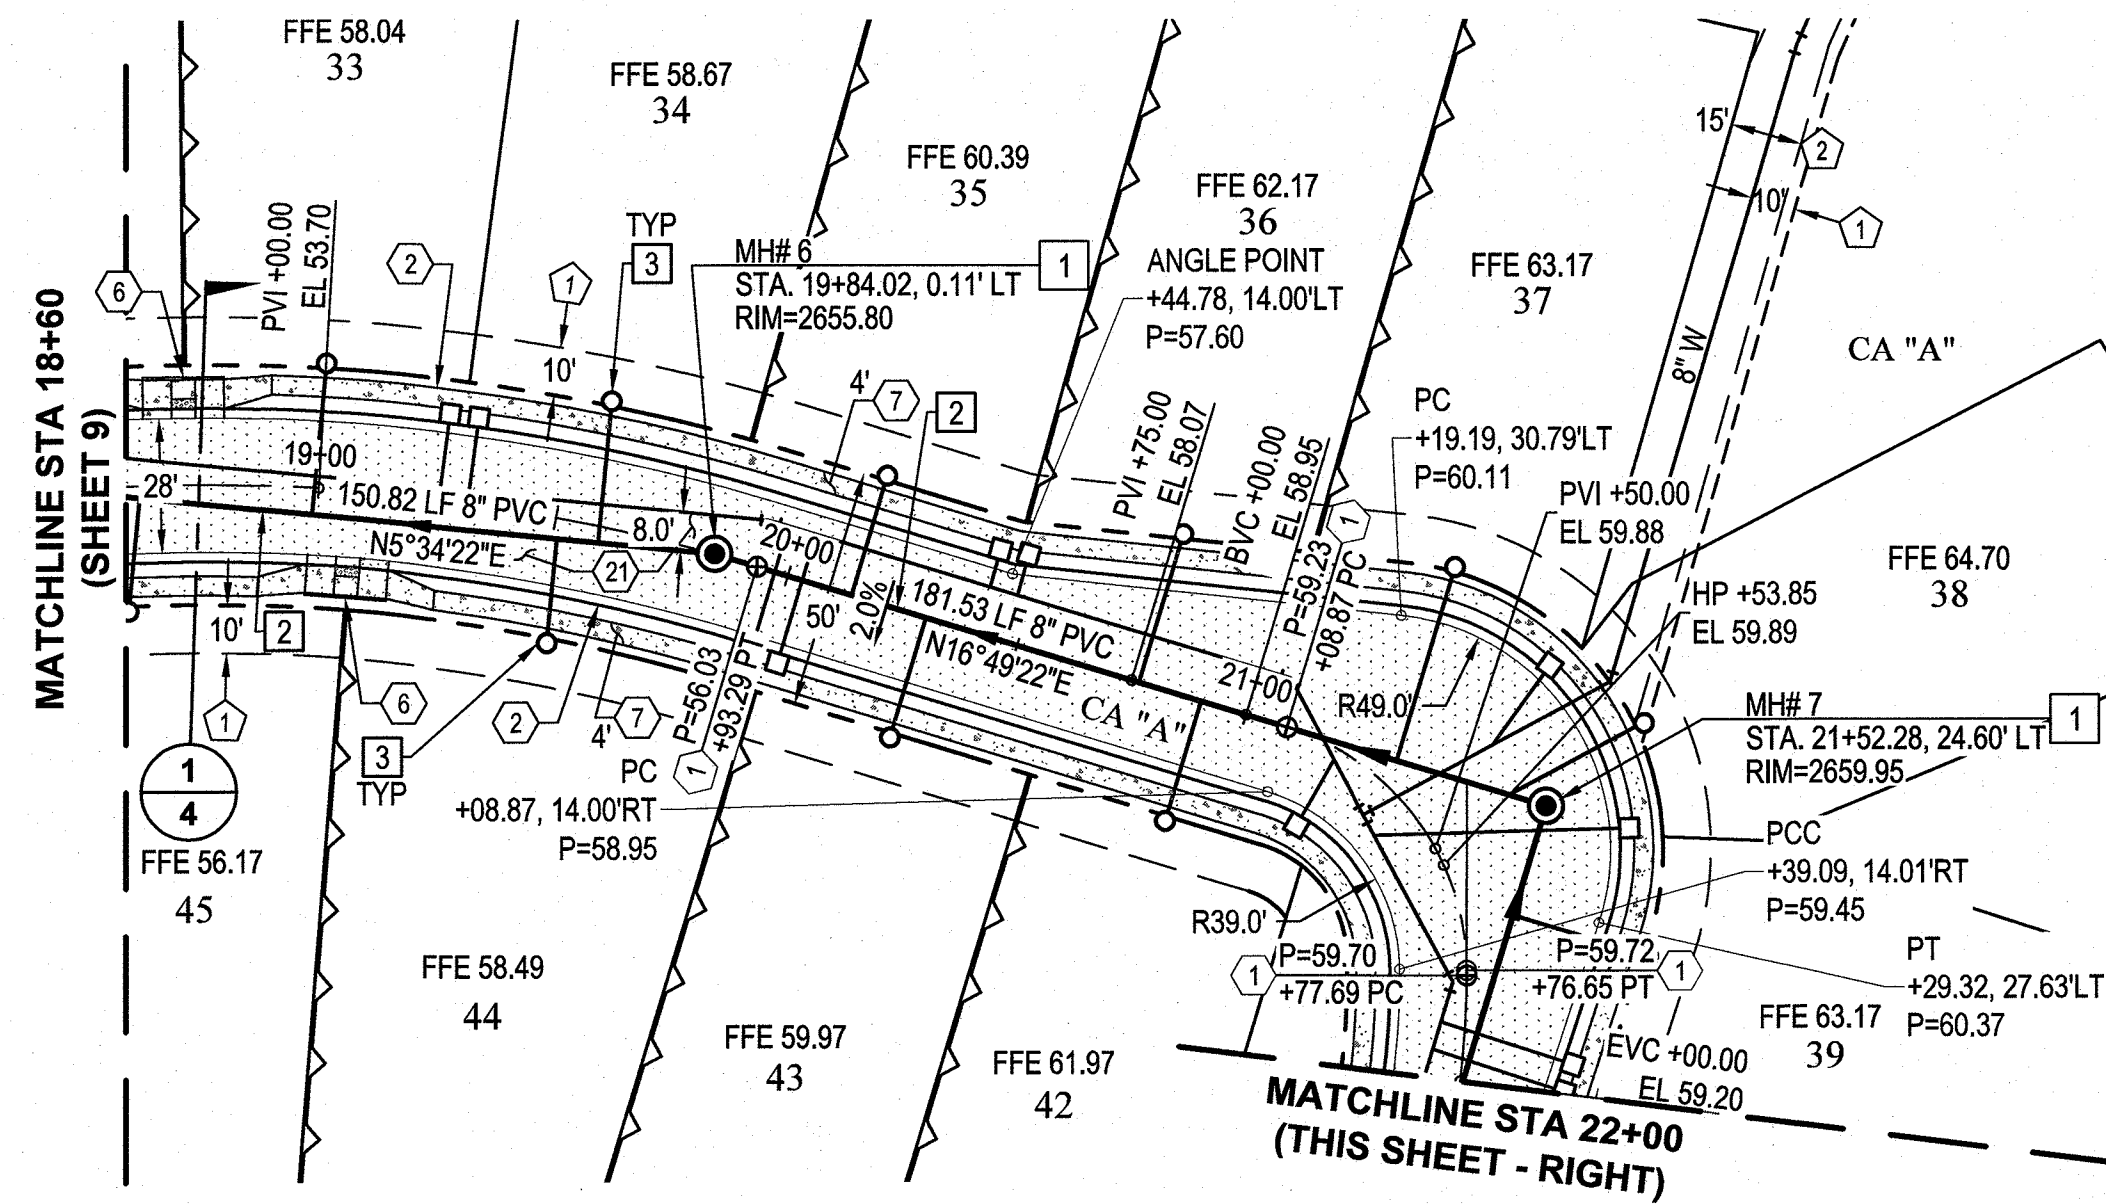 FFE 58.04
33
FFE 58.67
34
FFE 60.39
35
FFE 62.17
36
FFE 63.17
37
15'
2
10'
1
CA "A"
8" W
MATCHLINE STA 18+60
(SHEET 9)
6
PVI +00.00
EL 53.70
2
1
TYP
3
10'
MH# 6
STA. 19+84.02, 0.11' LT
RIM=2655.80
1
ANGLE POINT
+44.78, 14.00'LT
P=57.60
4'
7
2
PVI +75.00
EL 58.07
BVC +00.00
EL 58.95
P=59.23
+08.87 PC
1
PC
+19.19, 30.79'LT
P=60.11
PVI +50.00
EL 59.88
FFE 64.70
38
HP +53.85
EL 59.89
19+00
28'
150.82 LF 8" PVC
N5°34'22"E
8.0'
21
20+00
50'
2.0%
181.53 LF 8" PVC
N16°49'22"E
CA "A"
21+00
R49.0'
MH# 7
STA. 21+52.28, 24.60' LT
RIM=2659.95
1
10'
2
1
6
3
TYP
2
4'
7
P=56.03
1
PC
+08.87, 14.00'RT
P=58.95
1
4
FFE 56.17
45
PCC
+39.09, 14.01'RT
P=59.45
R39.0'
P=59.70
1
+77.69 PC
P=59.72
+76.65 PT
1
PT
+29.32, 27.63'LT
P=60.37
FFE 58.49
44
FFE 59.97
43
FFE 61.97
42
FFE 63.17
39
EVC +00.00
EL 59.20
MATCHLINE STA 22+00
(THIS SHEET - RIGHT)